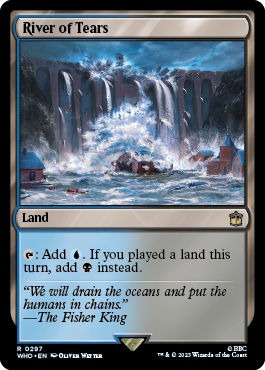 River of Tears
Land
: Add . If you played a land this
turn, add instead.
“We will drain the oceans and put the
humans in chains.”
—The Fisher King
R 0297
WHO • EN OLIVER WETTER
© BBC
™ & © 2023 Wizards of the Coast